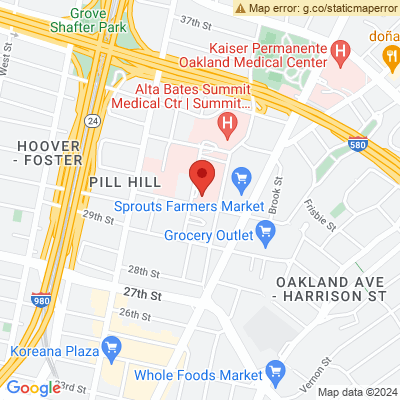 Map error: g.co/staticmaperror
Grove
Shafter Park
37th St
West St
Kaiser Permanente
Oakland Medical Center
doña
Alta Bates Summit
Medical Ctr | Summit...
H
H
24
580
HOOVER
- FOSTER
PILL HILL
Sprouts Farmers Market
Brook St
Frisbie St
29th St
Grocery Outlet
28th St
OAKLAND AVE
- HARRISON ST
27th St
980
26th St
Koreana Plaza
Vernon St
Whole Foods Market
23rd St
Google
Map data ©2024